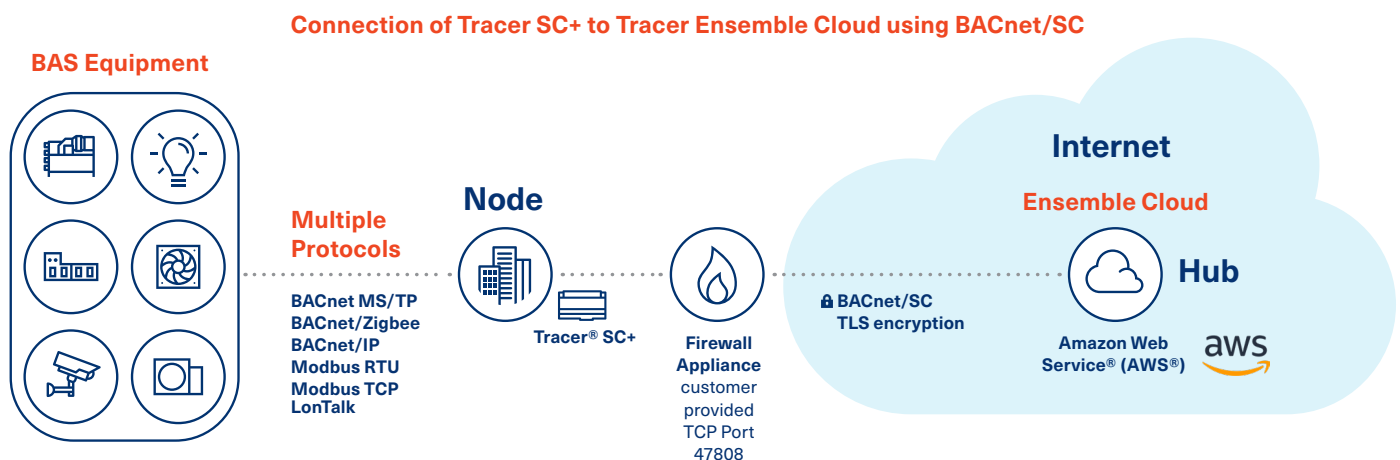 Connection of Tracer SC+ to Tracer Ensemble Cloud using BACnet/SC
BAS Equipment
Multiple
Protocols
BACnet MS/TP
BACnet/Zigbee
BACnet/IP
Modbus RTU
Modbus TCP
LonTalk
Node
Tracer® SC+
Firewall
Appliance
customer
provided
TCP Port
47808
BACnet/SC
TLS encryption
Internet
Ensemble Cloud
Hub
Amazon Web
Service® (AWS®)
aws